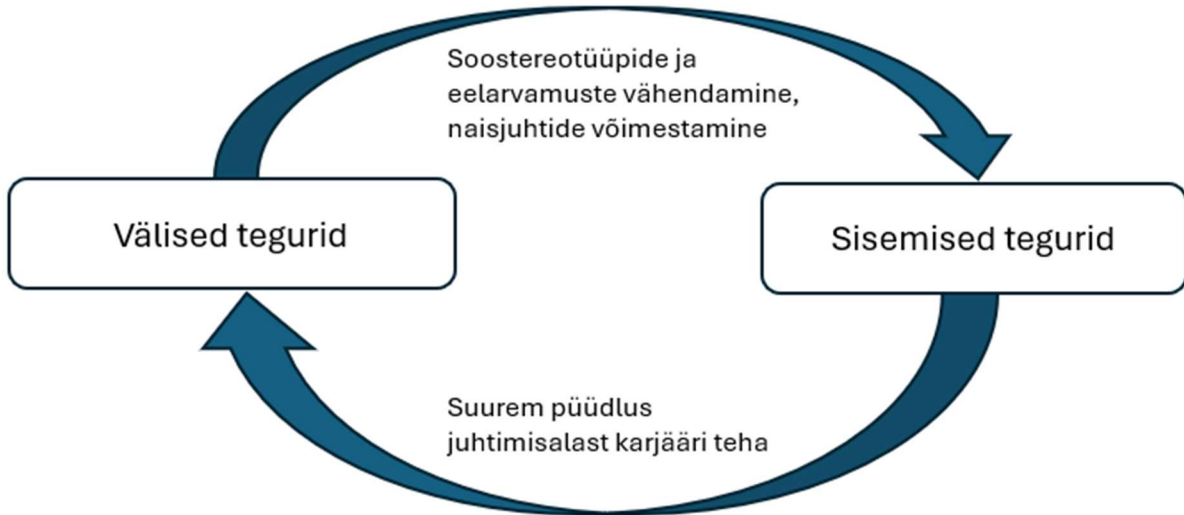 Soostereotüüpide ja
eelarvamuste vähendamine,
naisjuhtide võimestamine
Välised tegurid
Sisemised tegurid
Suurem püüdlus
juhtimisalast karjääri teha